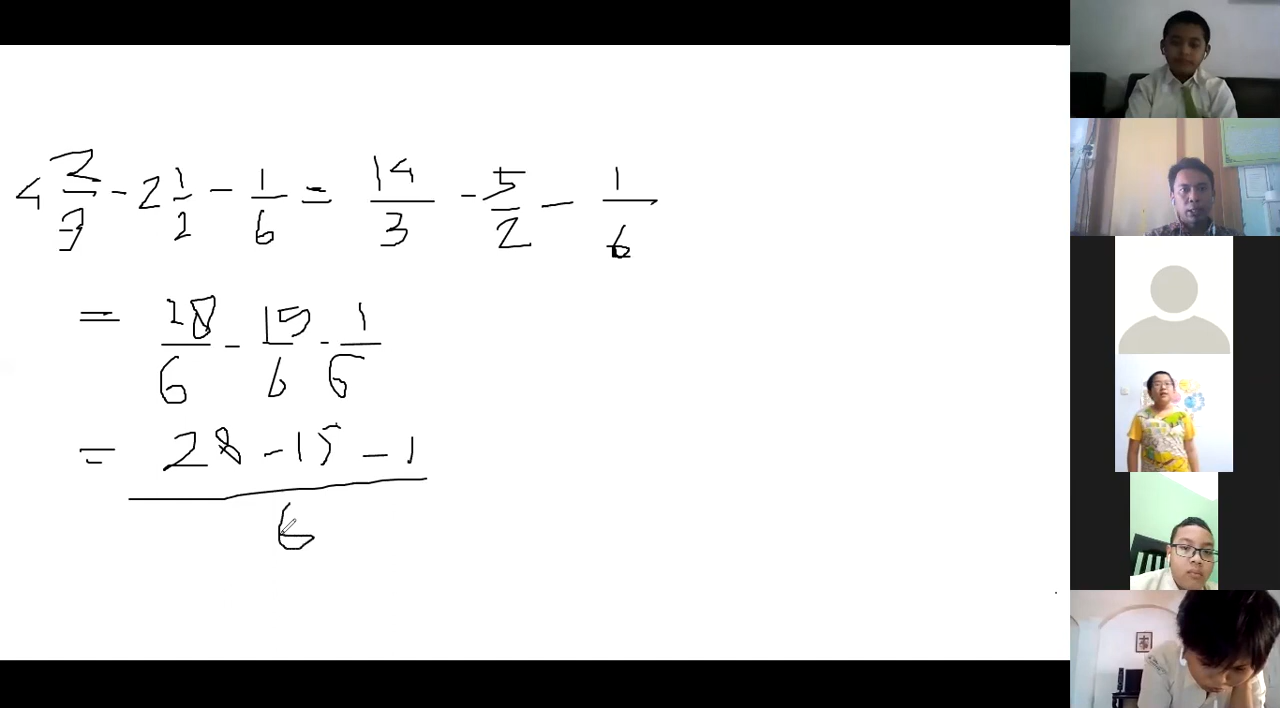 4 2/3 - 2 1/2 - 1/6 = 14/3 - 5/2 - 1/6
= 28/6 - 15/6 - 1/6
= 28 - 15 - 1 / 6